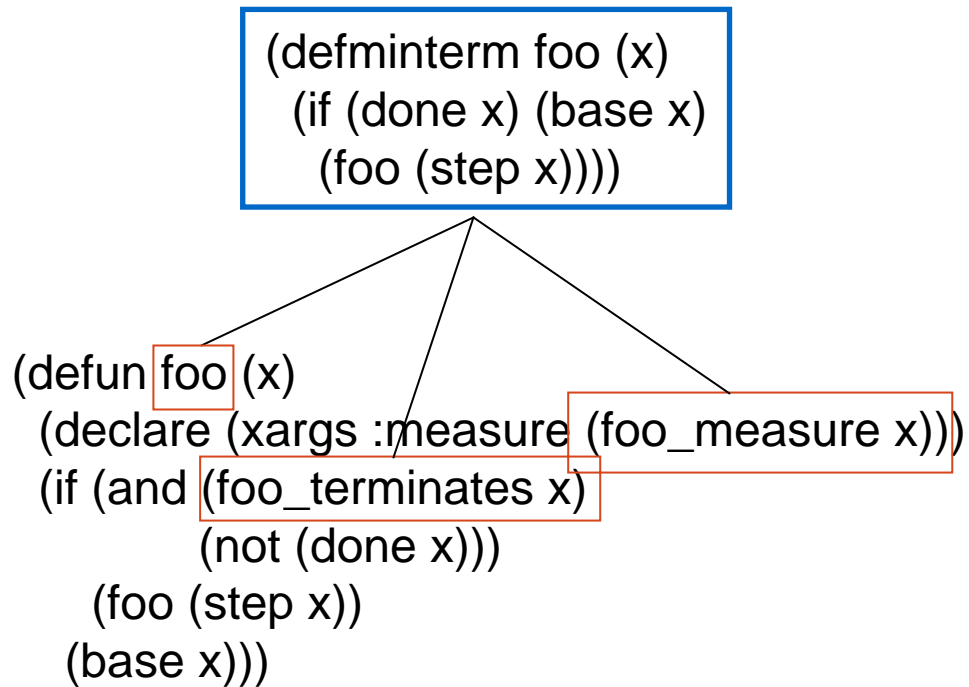 (defminterm foo (x)
(if (done x) (base x)
(foo (step x))))
(defun foo (x)
(declare (xargs :measure (foo_measure x)))
(if (and (foo_terminates x)
(not (done x)))
(foo (step x))
(base x)))